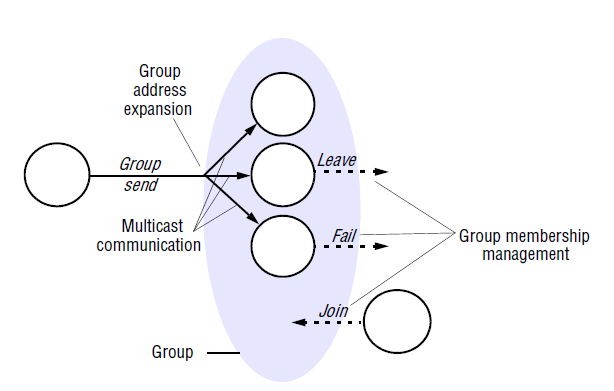 Group
address
expansion
Group
send
Multicast
communication
Leave
Fail
Join
Group membership
management
Group